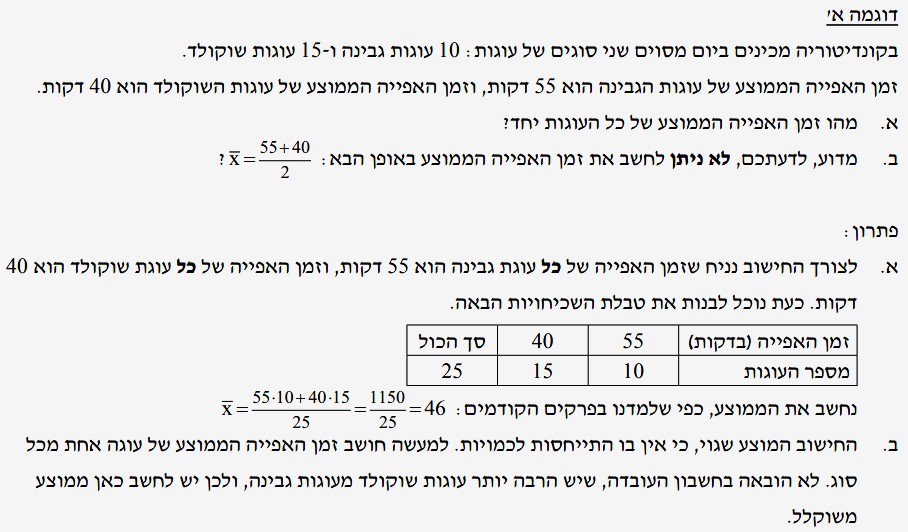 דוגמה א'
בקונדיטוריה מכינים ביום מסוים שני סוגים של עוגות: 10 עוגות גבינה ו-15 עוגות שוקולד.
זמן האפייה הממוצע של עוגות הגבינה הוא 55 דקות, וזמן האפייה הממוצע של עוגות השוקולד הוא 40 דקות.
א. מהו זמן האפייה הממוצע של כל העוגות יחד?
ב. מדוע, לדעתכם, לא ניתן לחשב את זמן האפייה הממוצע באופן הבא: x̄ = (55+40)/2 ?
פתרון:
א. לצורך החישוב נניח שזמן האפייה של כל עוגת גבינה הוא 55 דקות, וזמן האפייה של כל עוגת שוקולד הוא 40
דקות. כעת נוכל לבנות את טבלת השכיחויות הבאה.
זמן האפייה (בדקות) 55 40 סך הכול
מספר העוגות 10 15 25
נחשב את הממוצע, כפי שלמדנו בפרקים הקודמים: x̄ = (55·10+40·15)/25 = 1150/25 = 46
ב. החישוב המוצע שגוי, כי אין בו התייחסות לכמויות. למעשה חושב זמן האפייה הממוצע של עוגה אחת מכל
סוג. לא הובאה בחשבון העובדה, שיש הרבה יותר עוגות שוקולד מעוגות גבינה, ולכן יש לחשב כאן ממוצע
משוקלל.